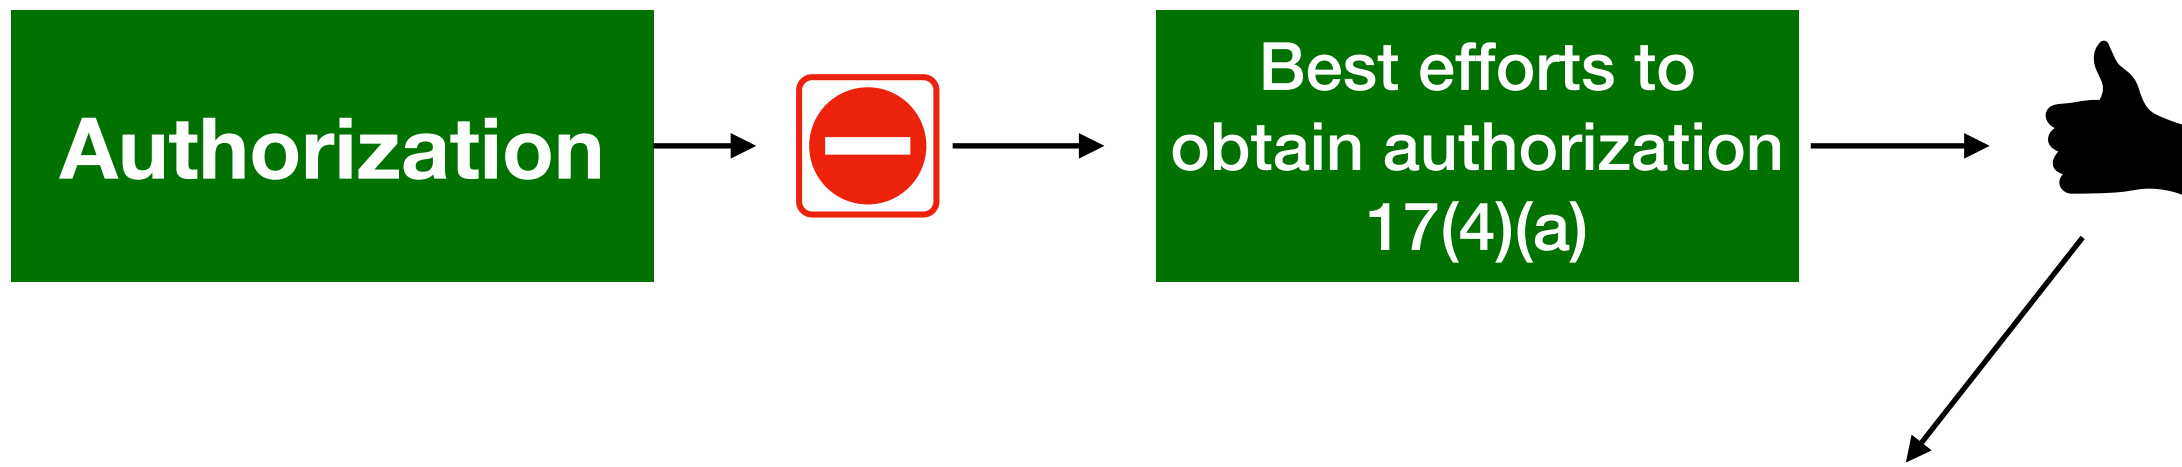 Authorization
Best efforts to
obtain authorization
17(4)(a)